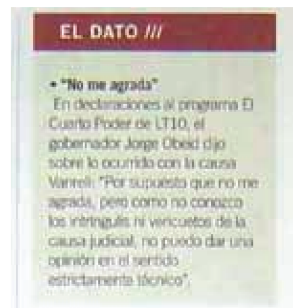 EL DATO ///
• "No me agrada"
En declaraciones al programa El
Cuarto Poder de LT10, el
gobernador Jorge Obeid dijo
sobre lo ocurrido con la causa
Vanrell: "Por supuesto que no me
agrada, pero como no conozco
los intringulis ni vericuetos de la
causa judicial, no puedo dar una
opinión en el sentido
estrictamente técnico".